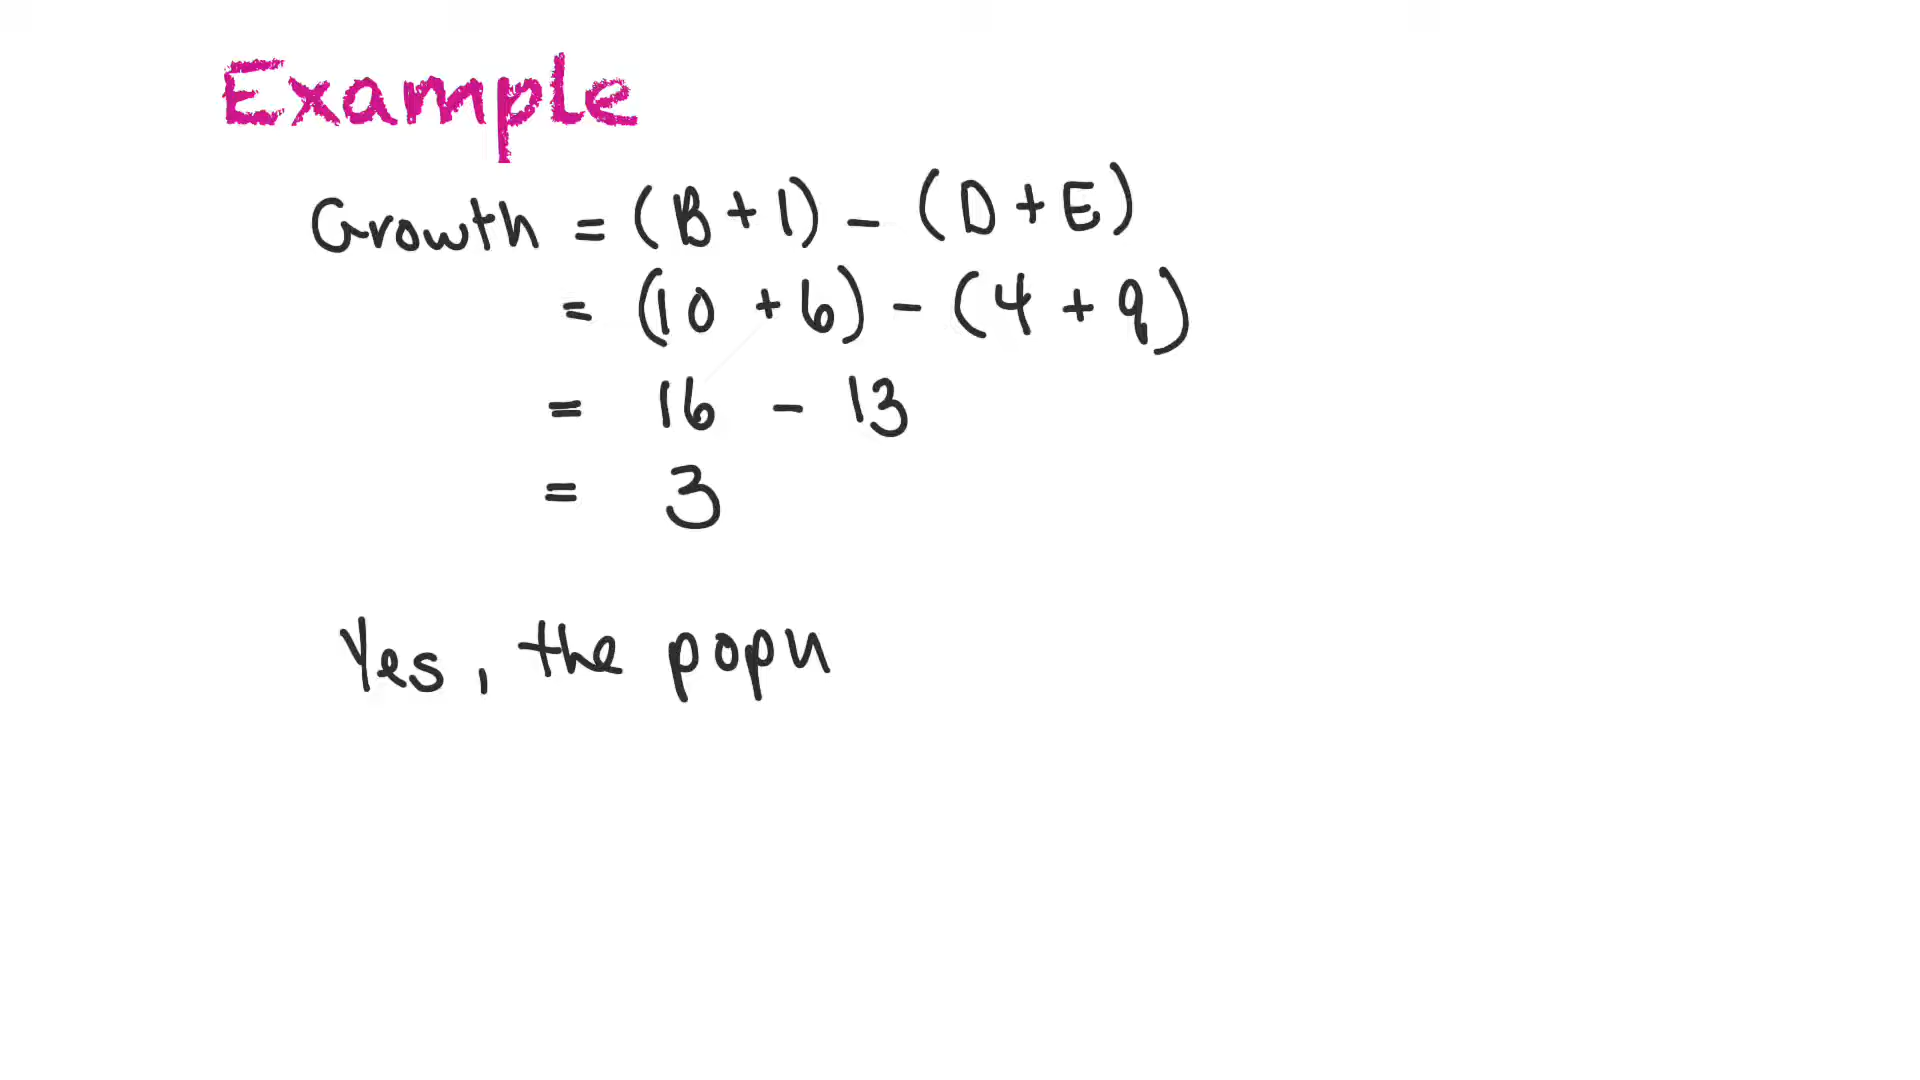 Example
Growth = (B + I) - (D + E)
= (10 + 6) - (4 + 9)
= 16 - 13
= 3
Yes, the popu